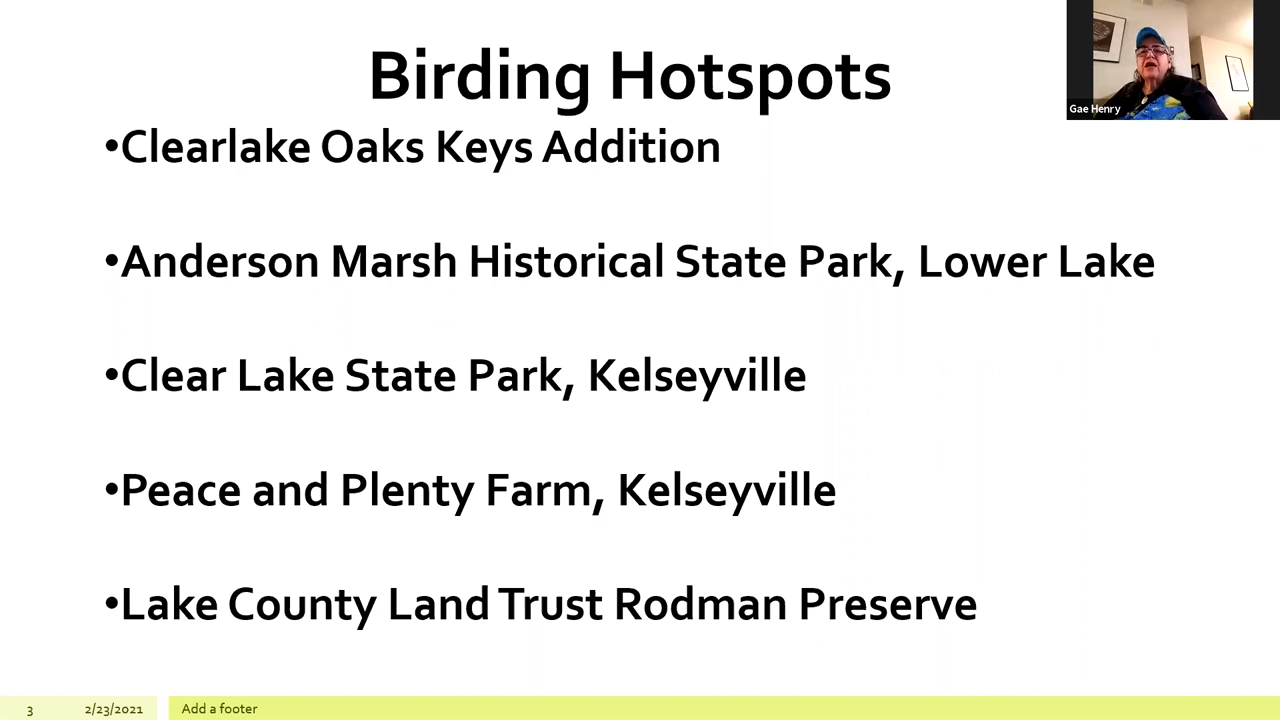 Birding Hotspots
Gae Henry
•Clearlake Oaks Keys Addition
•Anderson Marsh Historical State Park, Lower Lake
•Clear Lake State Park, Kelseyville
•Peace and Plenty Farm, Kelseyville
•Lake County Land Trust Rodman Preserve
3 2/23/2021 Add a footer